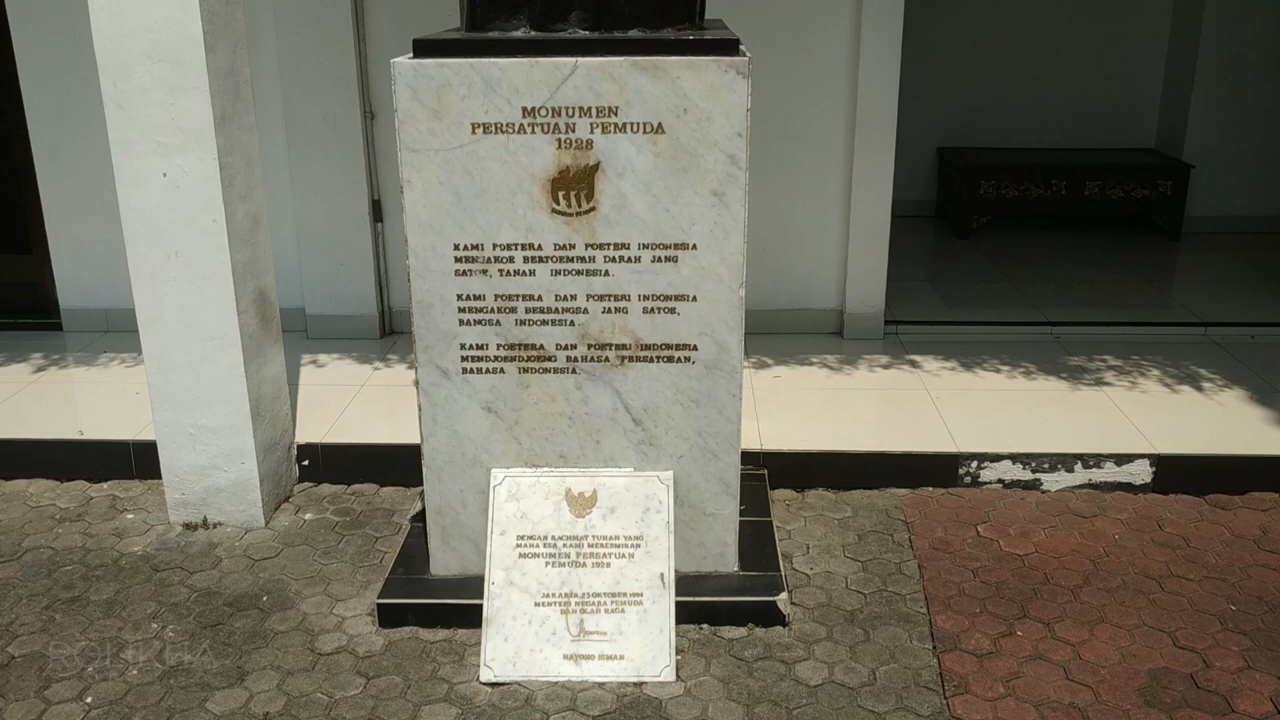 MONUMEN
PERSATUAN PEMUDA
1928
KAMI POETERA DAN POETERI INDONESIA
MENGAKOE BERTOEMPAH DARAH JANG
SATOE, TANAH INDONESIA.
KAMI POETERA DAN POETERI INDONESIA
MENGAKOE BERBANGSA JANG SATOE,
BANGSA INDONESIA.
KAMI POETERA DAN POETERI INDONESIA
MENDJOENDJOENG BAHASA PERSATOEAN,
BAHASA INDONESIA.
DENGAN RACHMAT TUHAN YANG
MAHA ESA, KAMI MERESMIKAN
MONUMEN PERSATUAN
PEMUDA 1928
JAKARTA, 23 OKTOBER 1994
MENTERI NEGARA PEMUDA
DAN OLAH RAGA
HAYONO ISMAN